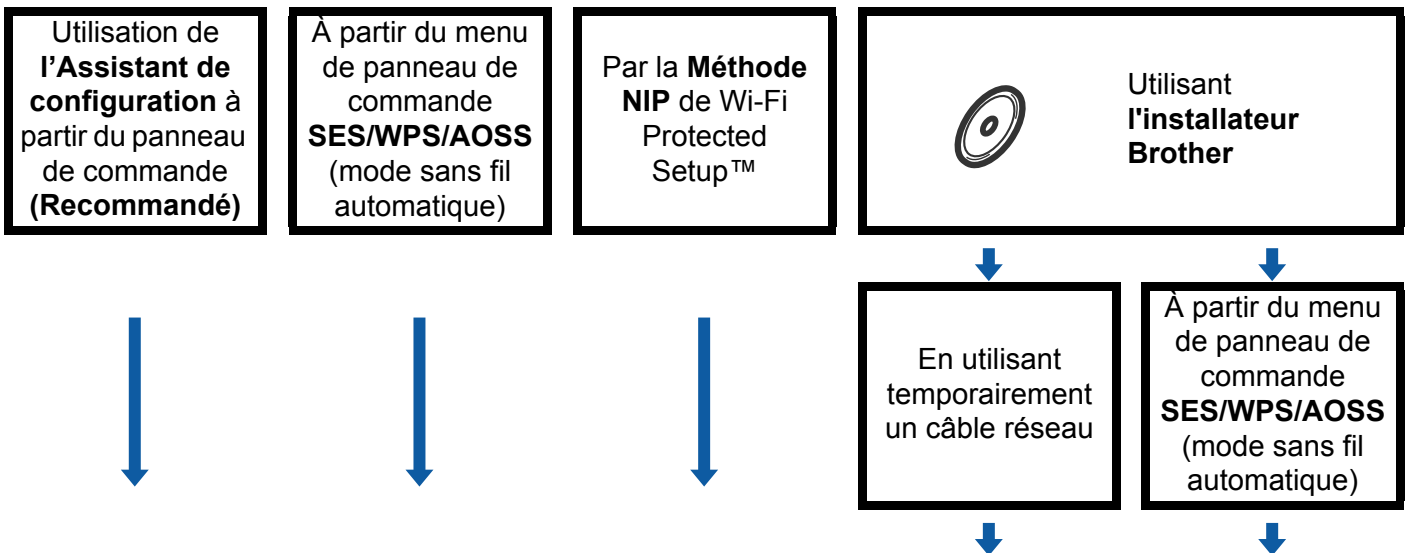 Utilisation de
l’Assistant de
configuration à
partir du panneau
de commande
(Recommandé)
À partir du menu
de panneau de
commande
SES/WPS/AOSS
(mode sans fil
automatique)
Par la Méthode
NIP de Wi-Fi
Protected
Setup™
Utilisant
l'installateur
Brother
En utilisant
temporairement
un câble réseau
À partir du menu
de panneau de
commande
SES/WPS/AOSS
(mode sans fil
automatique)